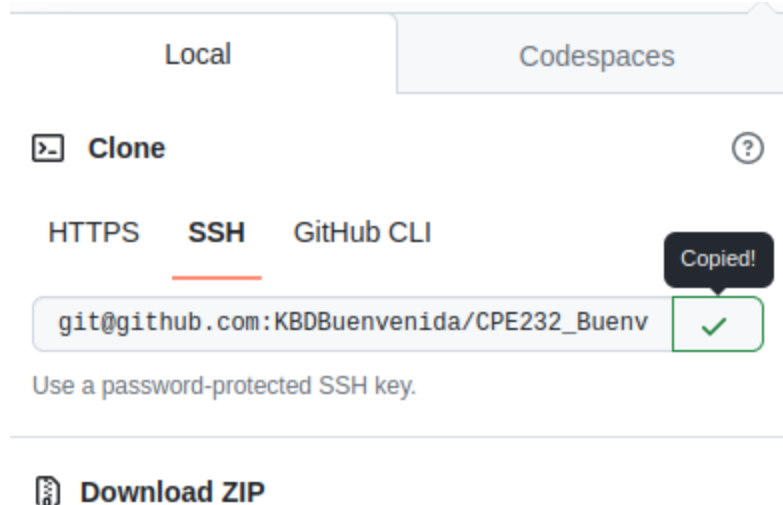 Local Codespaces
Clone
HTTPS SSH GitHub CLI
Copied!
git@github.com:KBDBuenvenida/CPE232_Buenv
Use a password-protected SSH key.
Download ZIP